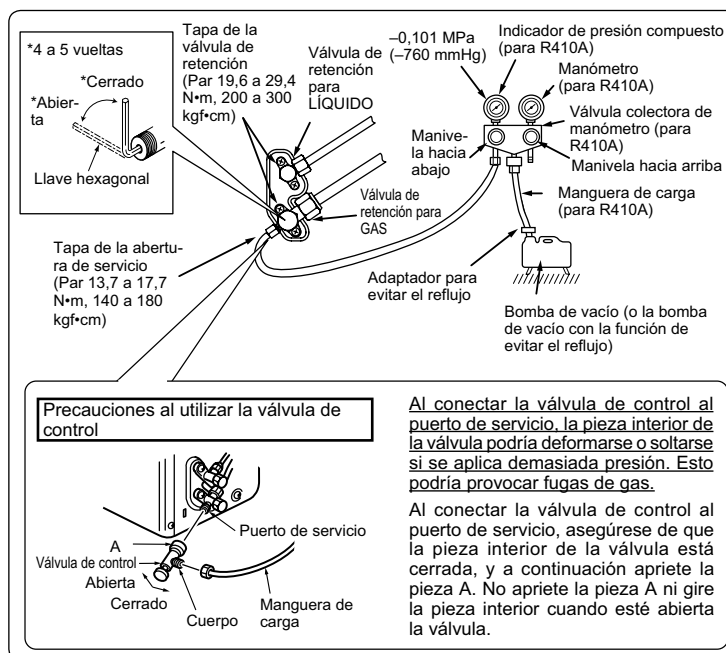 *4 a 5 vueltas
*Cerrado
*Abier-
ta
Llave hexagonal
Tapa de la
válvula de
retención
(Par 19,6 a 29,4
N•m, 200 a 300
kgf•cm)
Válvula de
retención
para
LÍQUIDO
–0,101 MPa
(–760 mmHg)
Indicador de presión compuesto
(para R410A)
Manómetro
(para R410A)
Válvula colectora de
manómetro (para
R410A)
Manive-
la hacia
abajo
Manivela hacia arriba
Manguera de carga
(para R410A)
Válvula de
retención para
GAS
Tapa de la abertu-
ra de servicio
(Par 13,7 a 17,7
N•m, 140 a 180
kgf•cm)
Adaptador para
evitar el reflujo
Bomba de vacío (o la bomba
de vacío con la función de
evitar el reflujo)
Precauciones al utilizar la válvula de
control
Puerto de servicio
A
Válvula de control
Abierta
Cerrado
Cuerpo
Manguera de
carga
Al conectar la válvula de control al
puerto de servicio, la pieza interior de
la válvula podría deformarse o soltarse
si se aplica demasiada presión. Esto
podría provocar fugas de gas.
Al conectar la válvula de control al
puerto de servicio, asegúrese de que
la pieza interior de la válvula está
cerrada, y a continuación apriete la
pieza A. No apriete la pieza A ni gire
la pieza interior cuando esté abierta
la válvula.